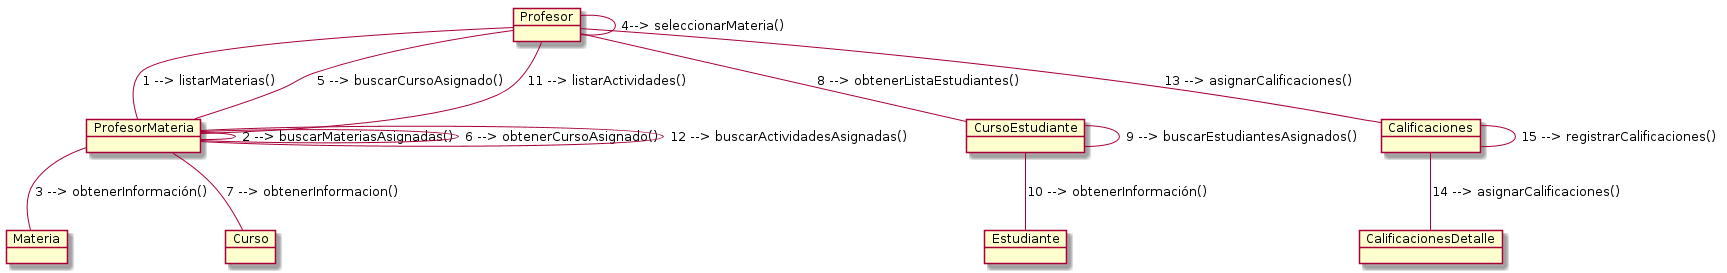 Profesor
4--> seleccionarMateria()
1 --> listarMaterias()
5 --> buscarCursoAsignado()
11 --> listarActividades()
8 --> obtenerListaEstudiantes()
13 --> asignarCalificaciones()
ProfesorMateria
2 --> buscarMateriasAsignadas()
6 --> obtenerCursoAsignado()
12 --> buscarActividadesAsignadas()
CursoEstudiante
9 --> buscarEstudiantesAsignados()
Calificaciones
15 --> registrarCalificaciones()
3 --> obtenerInformación()
7 --> obtenerInformacion()
10 --> obtenerInformación()
14 --> asignarCalificaciones()
Materia
Curso
Estudiante
CalificacionesDetalle